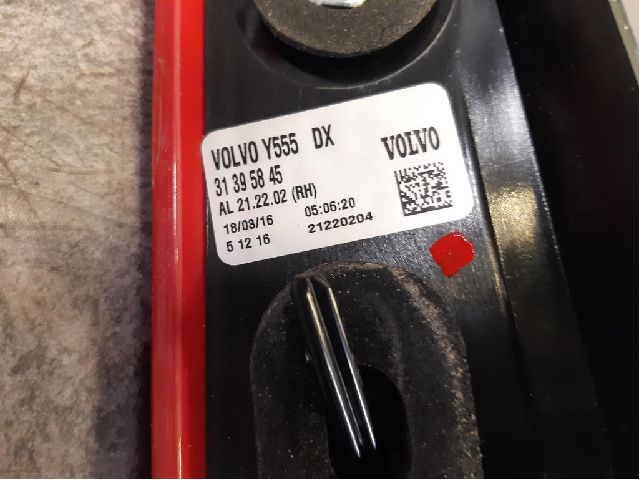 VOLVO Y555 DX VOLVO
31 39 58 45
AL 21.22.02 (RH)
18/03/16 05:06:20
5 12 16 21220204